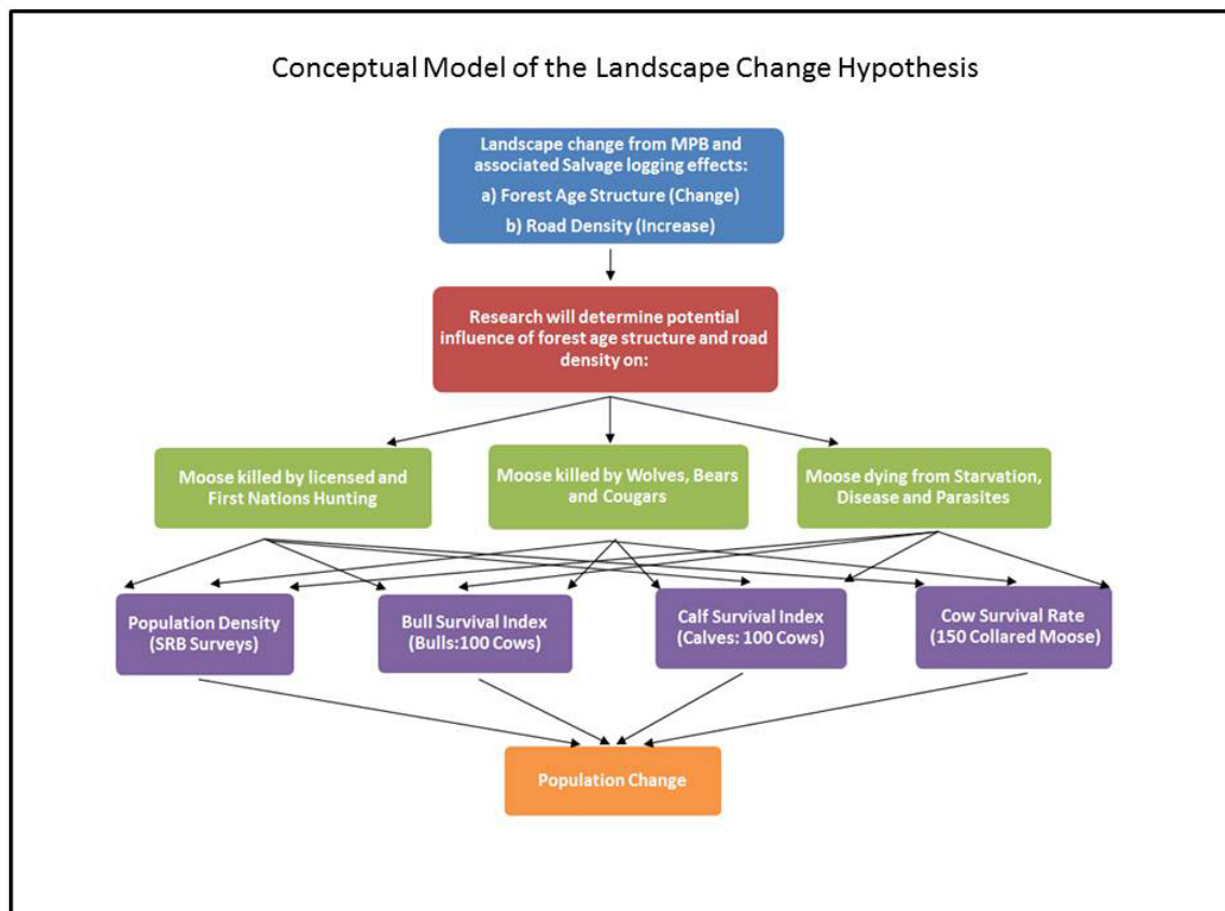 Conceptual Model of the Landscape Change Hypothesis
Landscape change from MPB and
associated Salvage logging effects:
a) Forest Age Structure (Change)
b) Road Density (Increase)
Research will determine potential
influence of forest age structure and road
density on:
Moose killed by licensed and
First Nations Hunting
Moose killed by Wolves, Bears
and Cougars
Moose dying from Starvation,
Disease and Parasites
Population Density
(SRB Surveys)
Bull Survival Index
(Bulls:100 Cows)
Calf Survival Index
(Calves: 100 Cows)
Cow Survival Rate
(150 Collared Moose)
Population Change